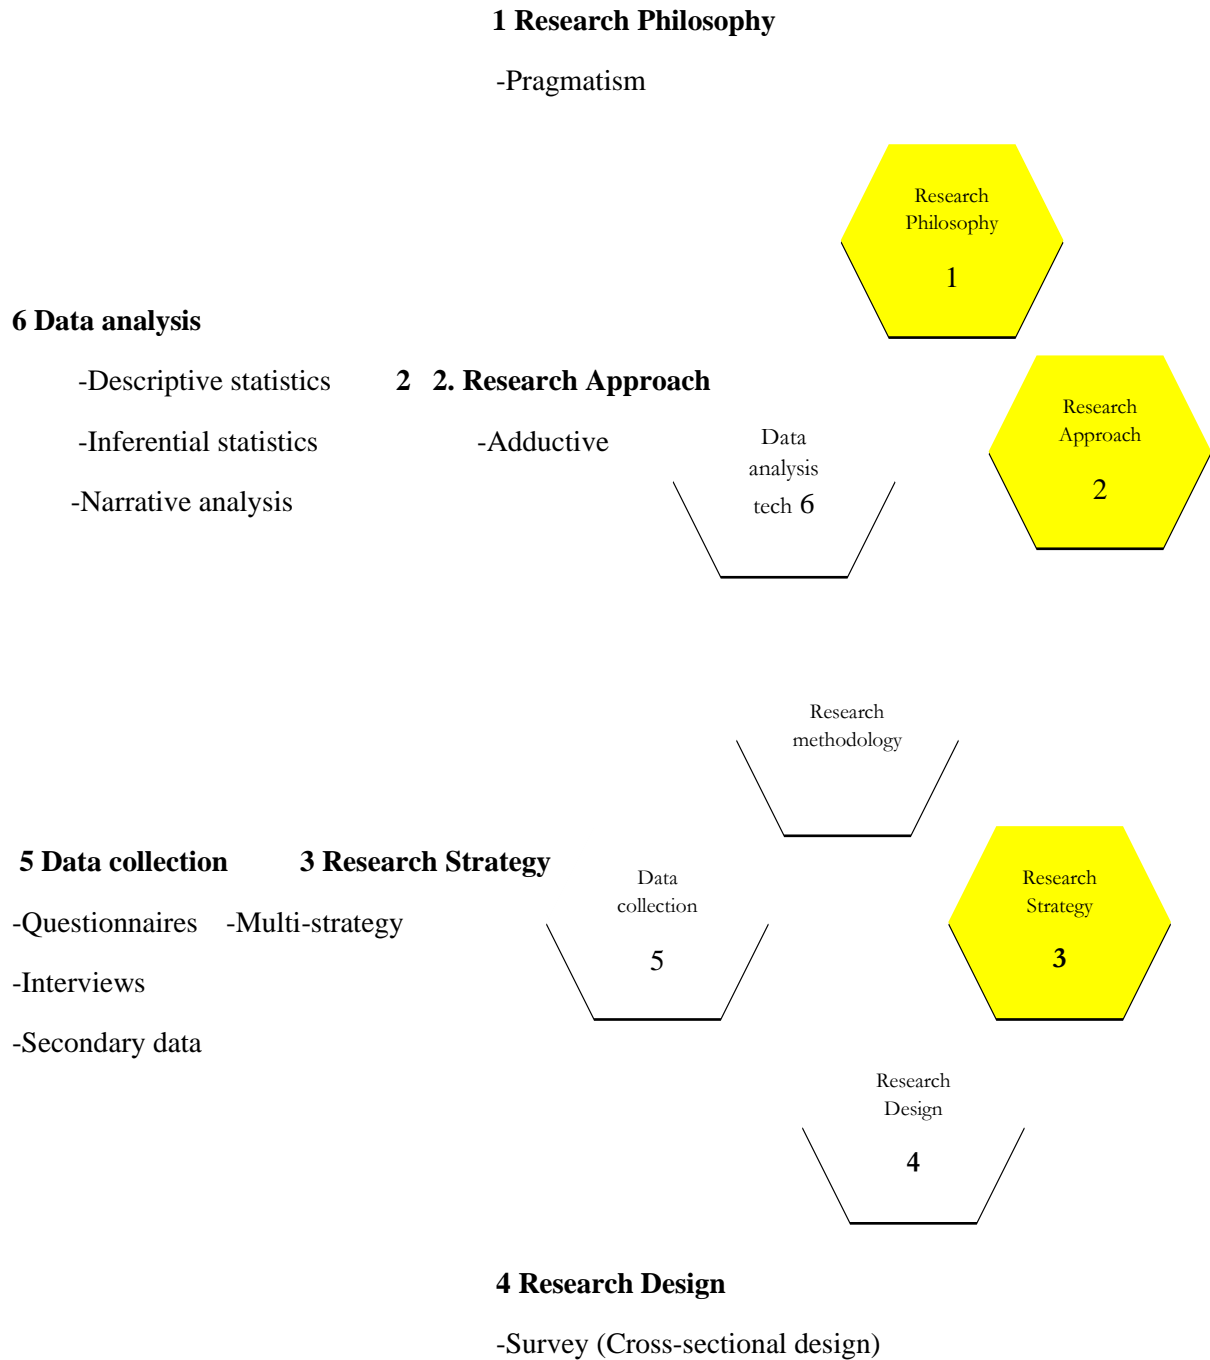 1 Research Philosophy
-Pragmatism
Research
Philosophy
1
6 Data analysis
-Descriptive statistics 2 2. Research Approach
-Inferential statistics -Adductive
-Narrative analysis
Research
Approach
2
Data
analysis
tech 6
Research
methodology
5 Data collection 3 Research Strategy
-Questionnaires -Multi-strategy
-Interviews
-Secondary data
Data
collection
5
Research
Strategy
3
Research
Design
4
4 Research Design
-Survey (Cross-sectional design)